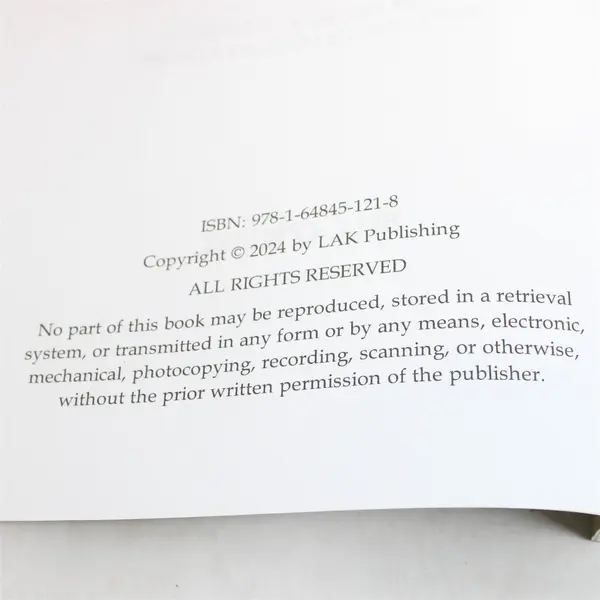 ISBN: 978-1-64845-121-8
Copyright © 2024 by LAK Publishing
ALL RIGHTS RESERVED
No part of this book may be reproduced, stored in a retrieval
system, or transmitted in any form or by any means, electronic,
mechanical, photocopying, recording, scanning, or otherwise,
without the prior written permission of the publisher.